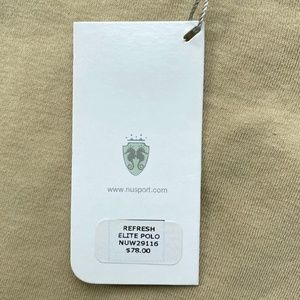 www.nusport.com
REFRESH
ELITE POLO
NUW29116
$78.00